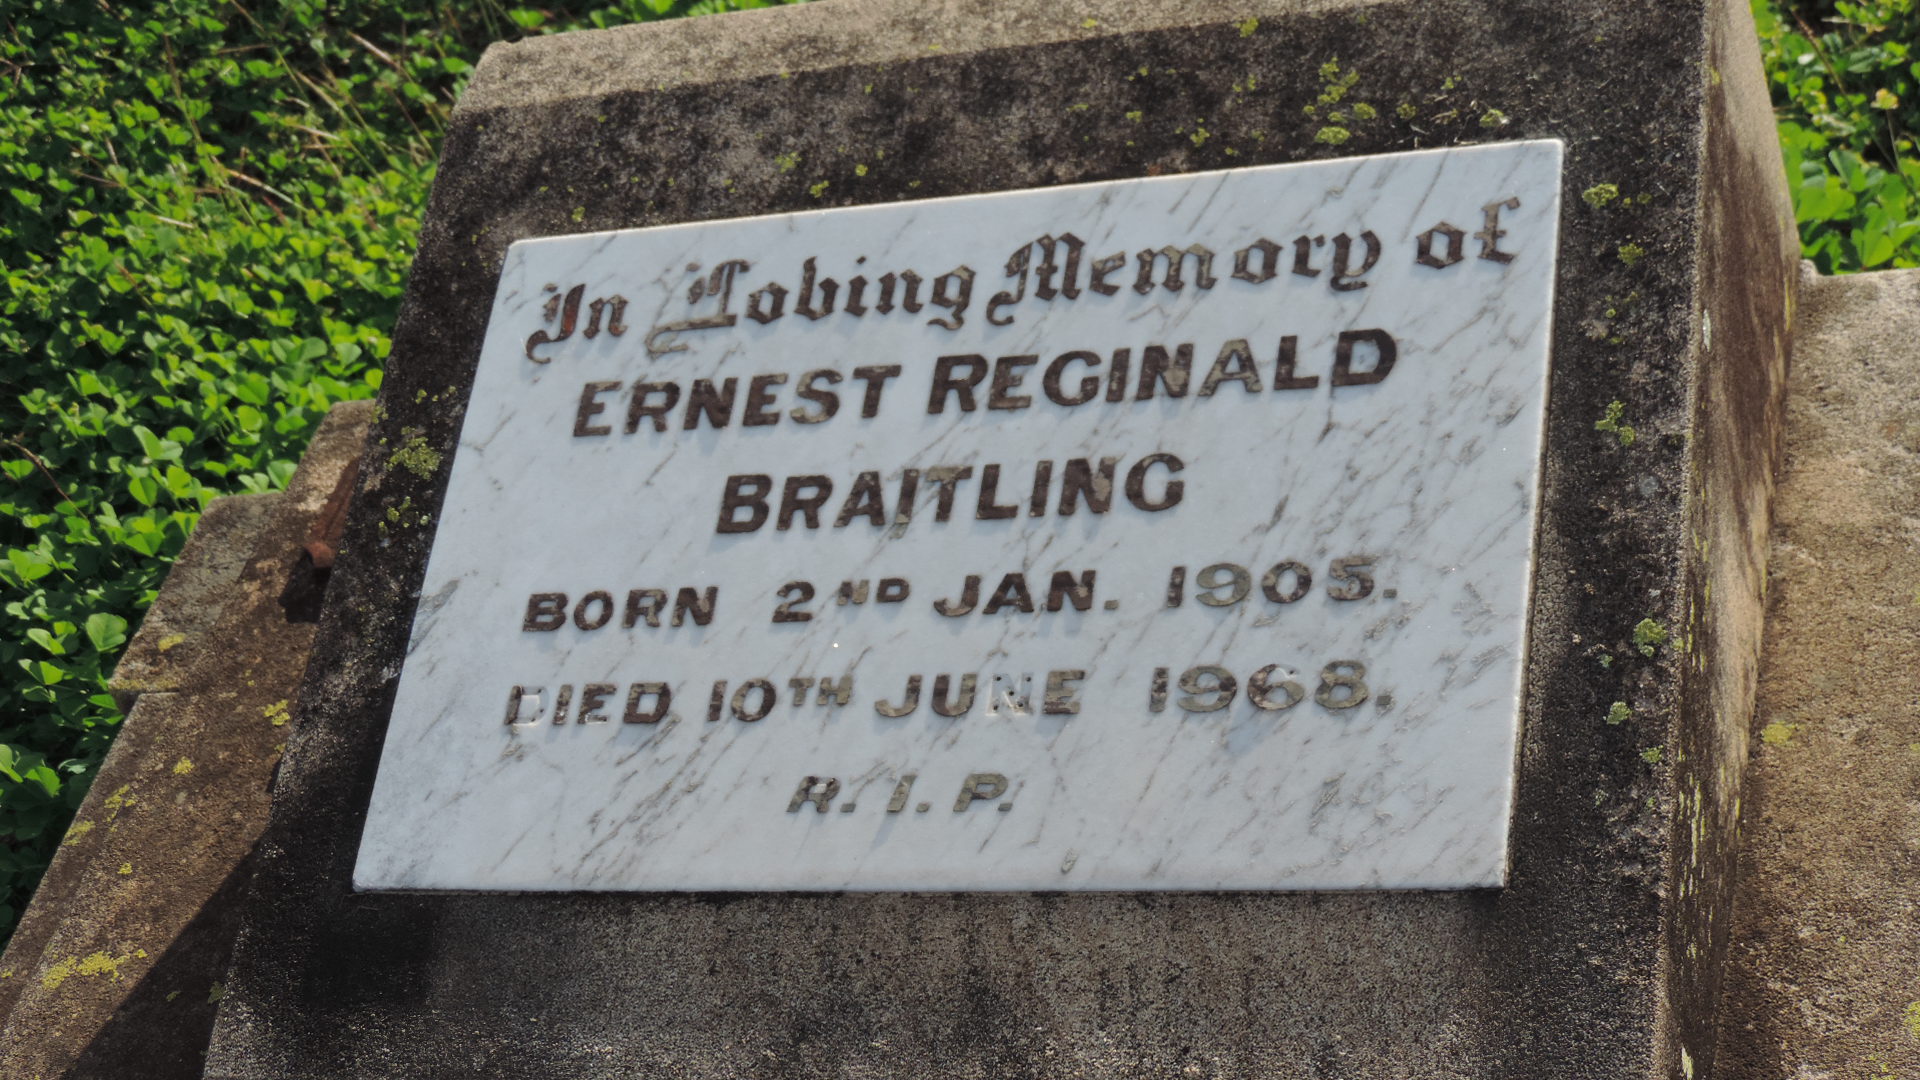 In Loving Memory of
ERNEST REGINALD
BRAITLING
BORN 2ND JAN. 1905.
DIED 10TH JUNE 1968.
R. I. P.